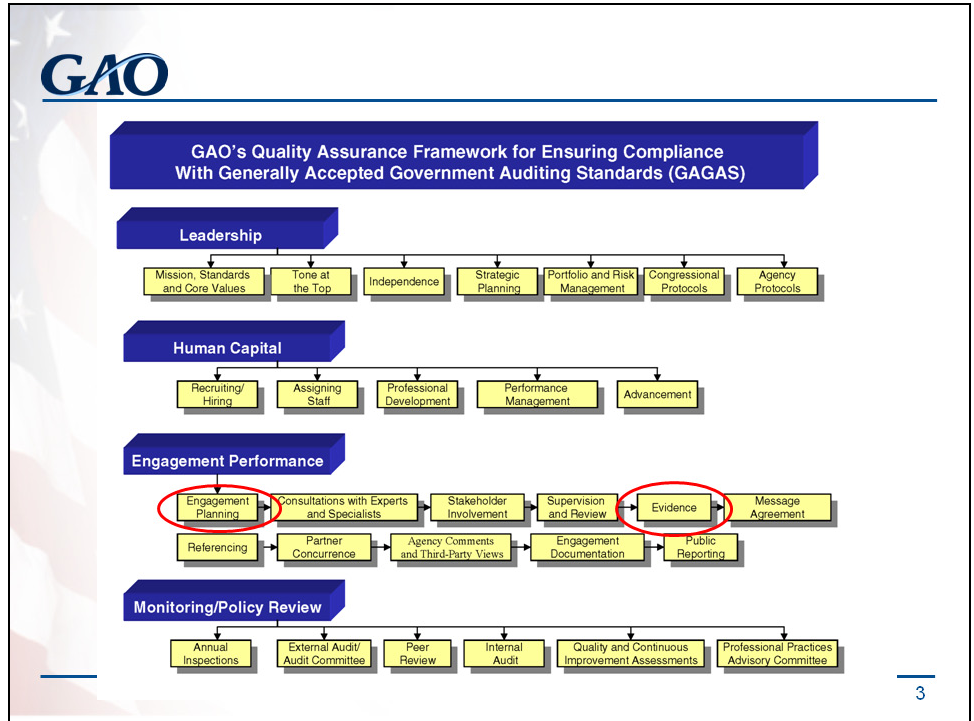 GAO
GAO's Quality Assurance Framework for Ensuring Compliance
With Generally Accepted Government Auditing Standards (GAGAS)
Leadership
Mission, Standards
and Core Values
Tone at
the Top
Independence
Strategic
Planning
Portfolio and Risk
Management
Congressional
Protocols
Agency
Protocols
Human Capital
Recruiting/
Hiring
Assigning
Staff
Professional
Development
Performance
Management
Advancement
Engagement Performance
Engagement
Planning
Consultations with Experts
and Specialists
Stakeholder
Involvement
Supervision
and Review
Evidence
Message
Agreement
Referencing
Partner
Concurrence
Agency Comments
and Third-Party Views
Engagement
Documentation
Public
Reporting
Monitoring/Policy Review
Annual
Inspections
External Audit/
Audit Committee
Peer
Review
Internal
Audit
Quality and Continuous
Improvement Assessments
Professional Practices
Advisory Committee
3